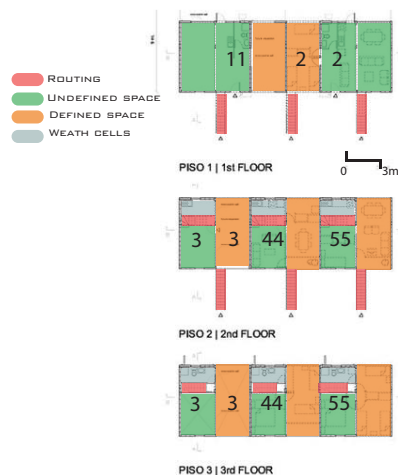 11
2
2
Routing
Undefined space
Defined space
Weath cells
PISO 1 | 1st FLOOR
0 3m
3
3
44
55
PISO 2 | 2nd FLOOR
3
3
44
55
PISO 3 | 3rd FLOOR